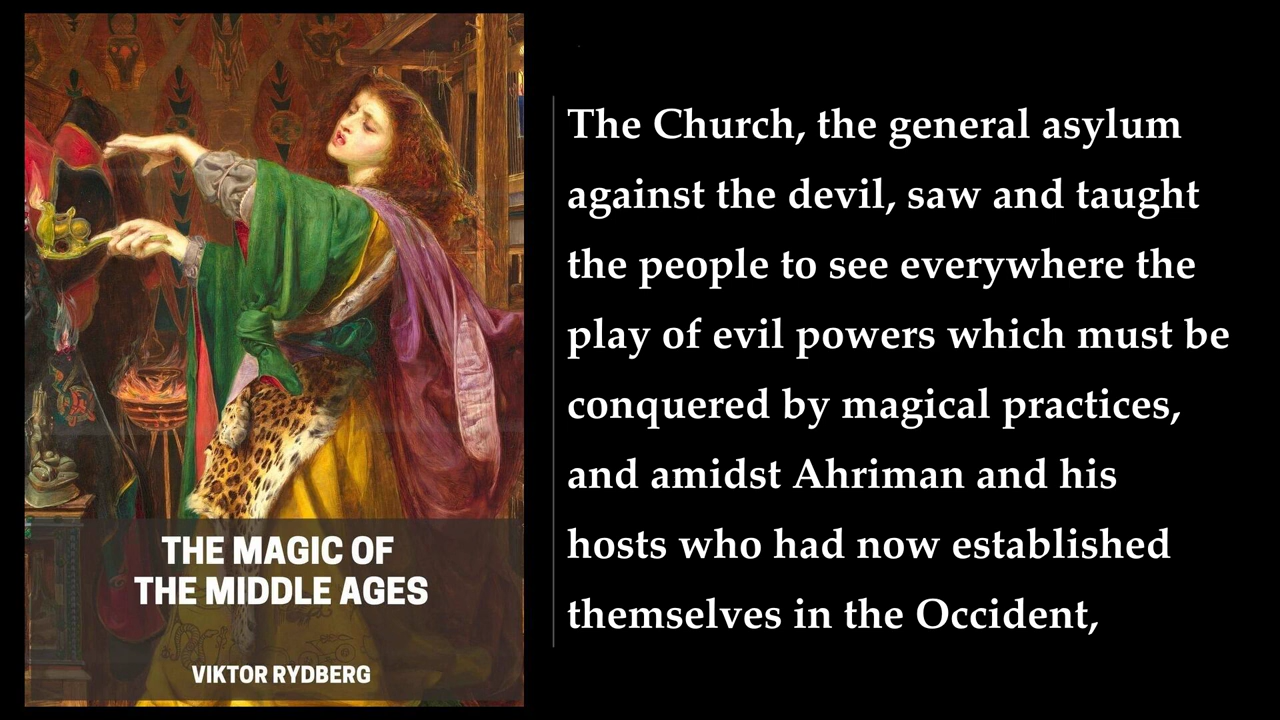 THE MAGIC OF
THE MIDDLE AGES
VIKTOR RYDBERG
The Church, the general asylum
against the devil, saw and taught
the people to see everywhere the
play of evil powers which must be
conquered by magical practices,
and amidst Ahriman and his
hosts who had now established
themselves in the Occident,